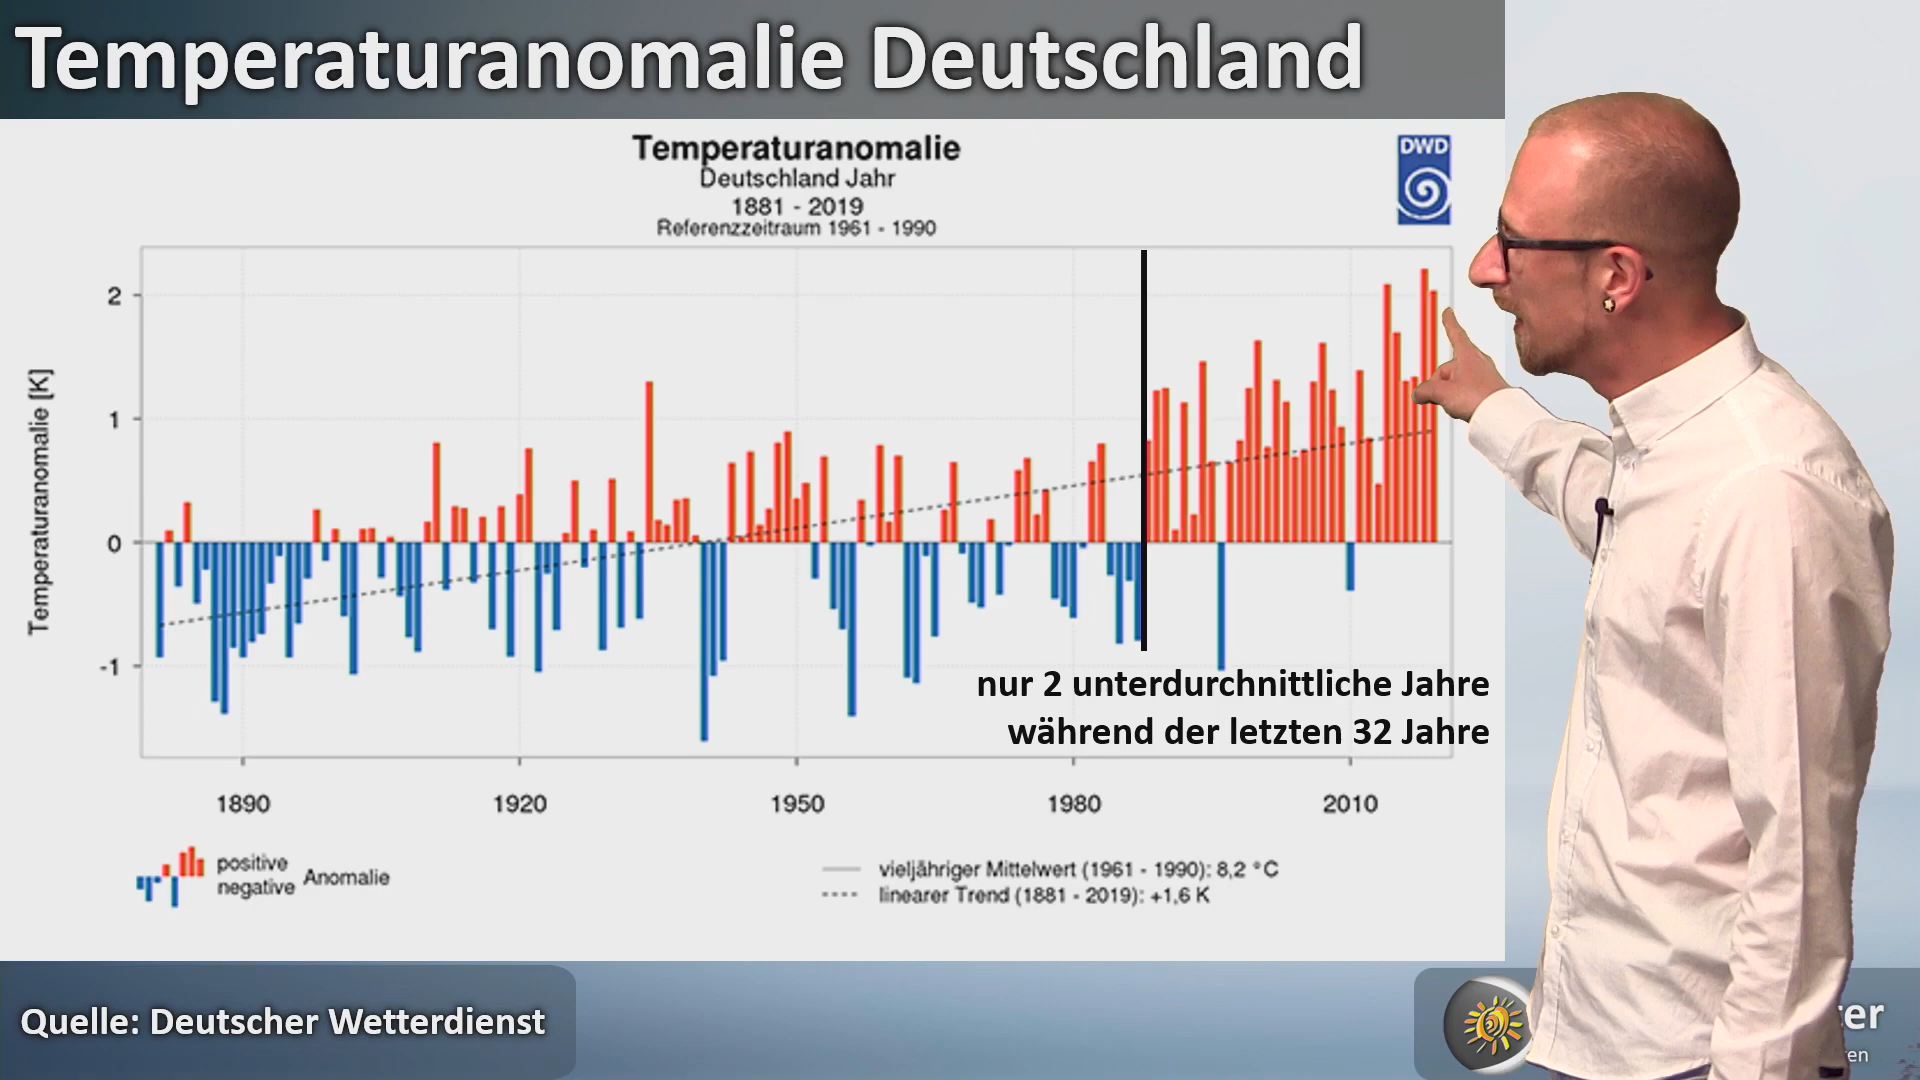 Temperaturanomalie Deutschland
Temperaturanomalie
Deutschland Jahr
1881 - 2019
Referenzzeitraum 1961 - 1990
DWD
Temperaturanomalie [K]
2
1
0
-1
nur 2 unterdurchnittliche Jahre
während der letzten 32 Jahre
1890 1920 1950 1980 2010
positive
negative Anomalie
vieljähriger Mittelwert (1961 - 1990): 8,2 °C
linearer Trend (1881 - 2019): +1,6 K
Quelle: Deutscher Wetterdienst